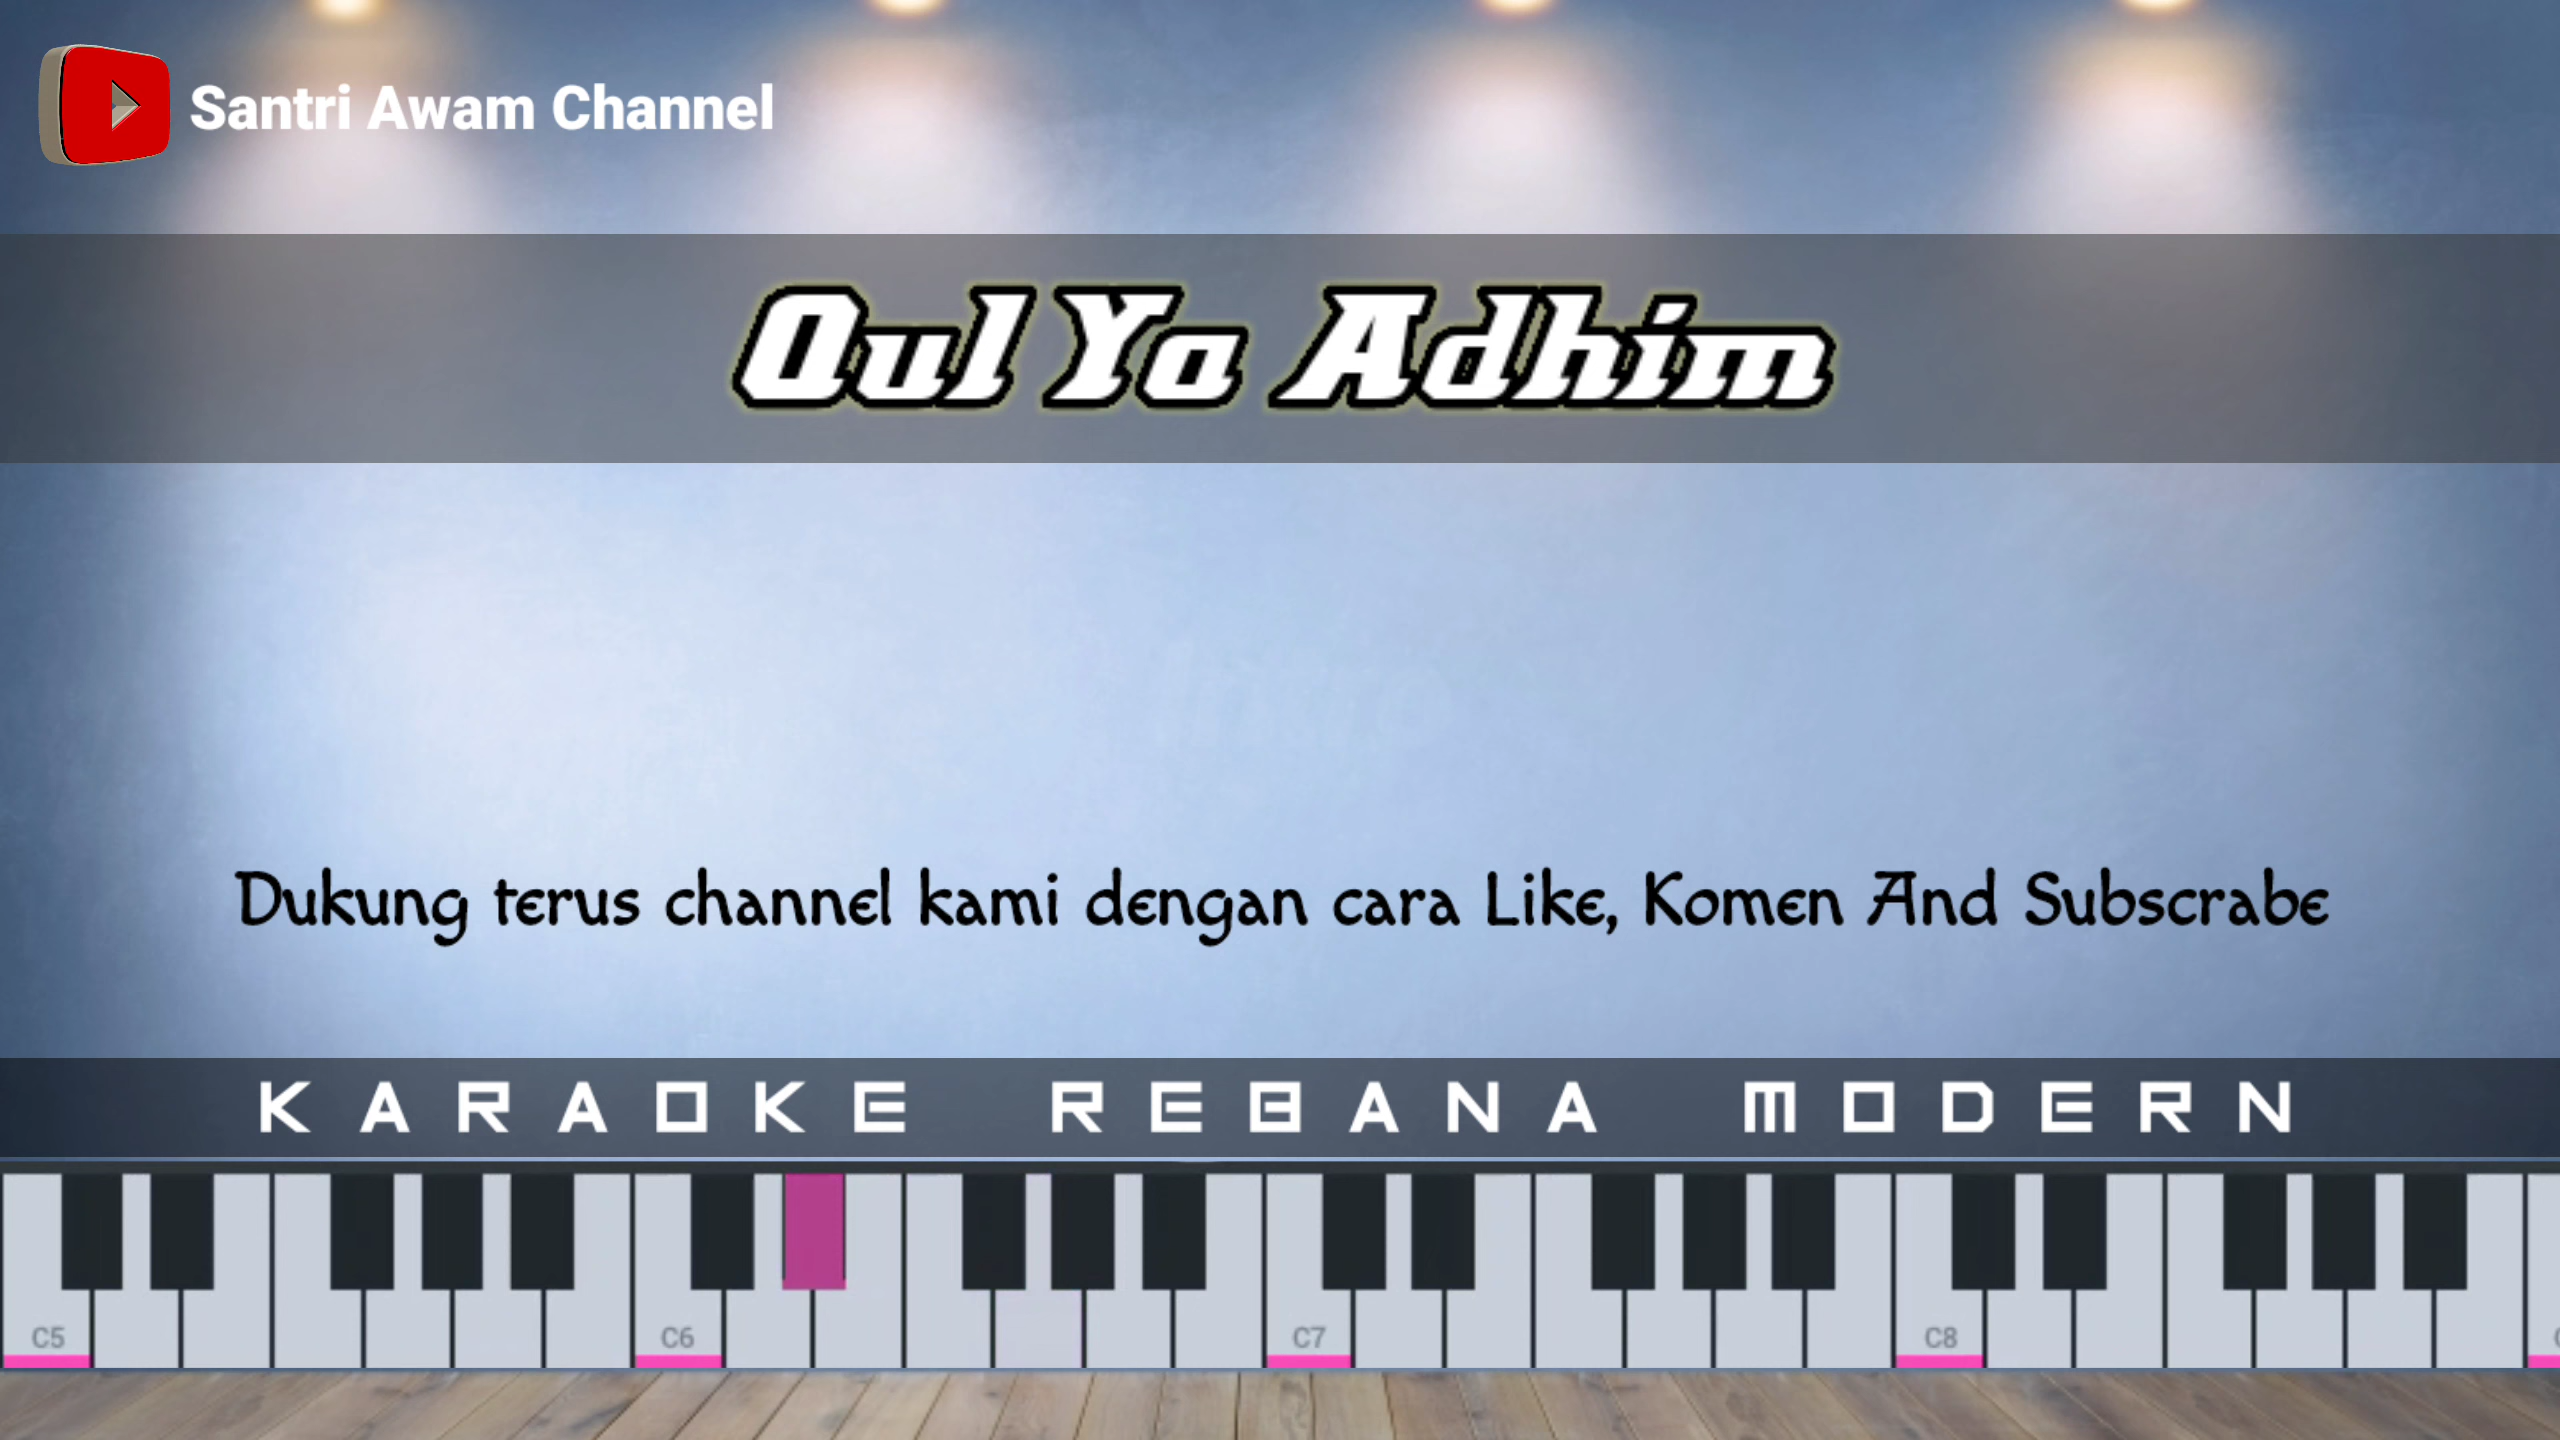 Santri Awam Channel
Qul Ya Adhim
Dukung terus channel kami dengan cara Like, Komen And Subscrabe
KARAOKE REBANA MODERN
C5 C6 C7 C8